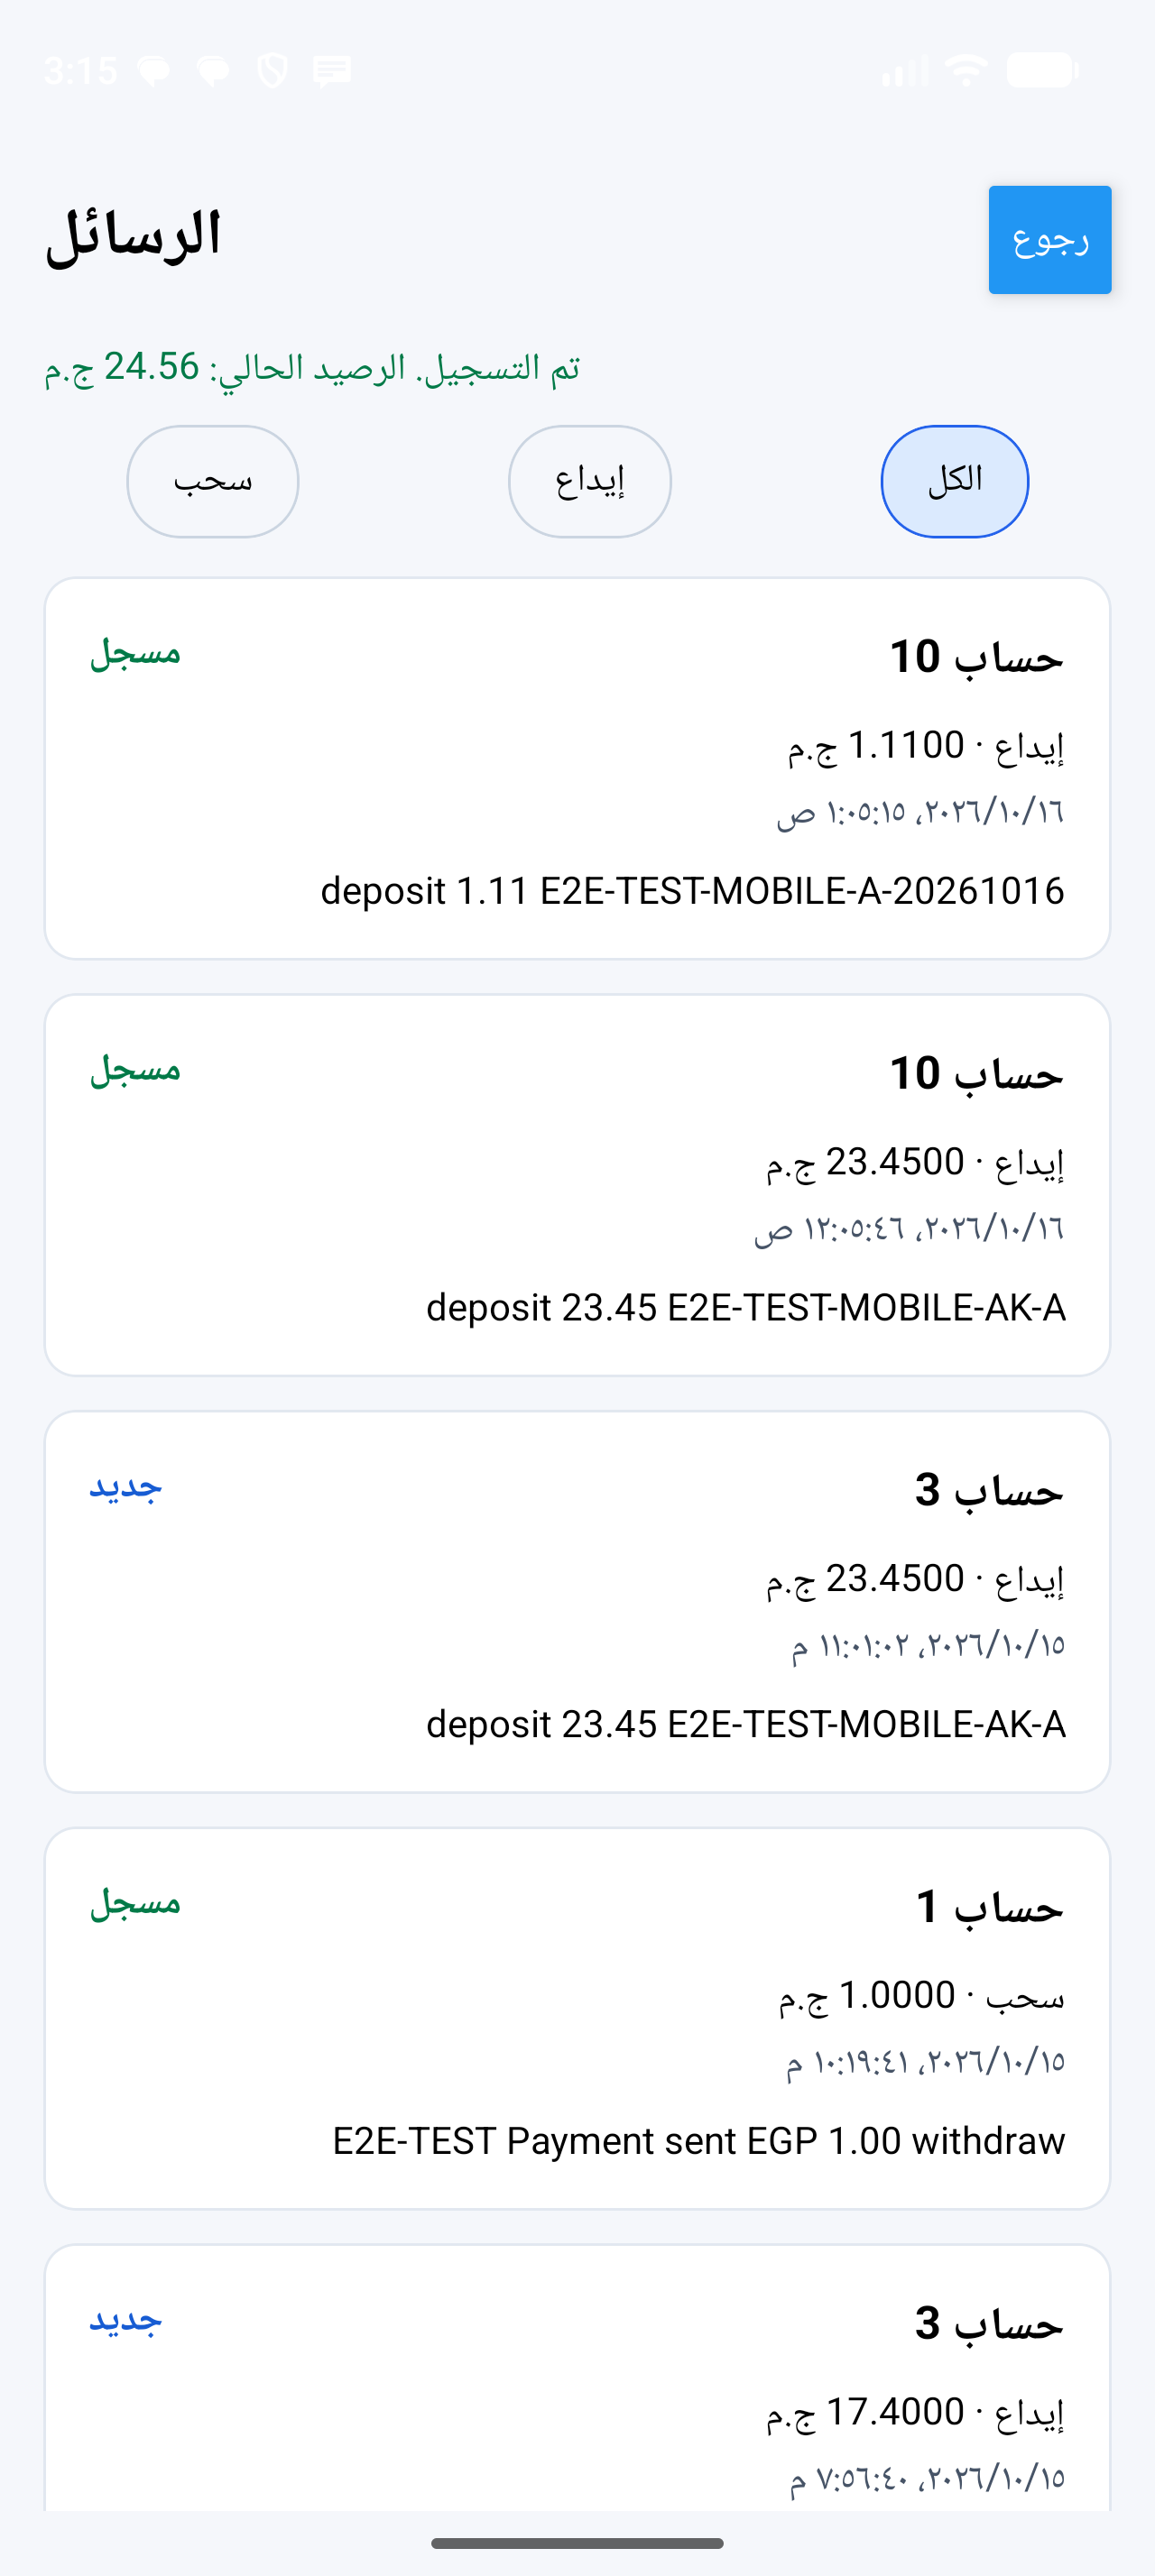 3:15
رجوع
الرسائل
تم التسجيل. الرصيد الحالي: 24.56 ج.م
الكل
إيداع
سحب
حساب 10
مسجل
إيداع · 1.1100 ج.م
٢٠٢٦/١٠/١٦، ١:٠٥:١٥ ص
deposit 1.11 E2E-TEST-MOBILE-A-20261016
حساب 10
مسجل
إيداع · 23.4500 ج.م
٢٠٢٦/١٠/١٦، ١٢:٠٥:٤٦ ص
deposit 23.45 E2E-TEST-MOBILE-AK-A
حساب 3
جديد
إيداع · 23.4500 ج.م
٢٠٢٦/١٠/١٥، ١١:٠١:٠٢ م
deposit 23.45 E2E-TEST-MOBILE-AK-A
حساب 1
مسجل
سحب · 1.0000 ج.م
٢٠٢٦/١٠/١٥، ١٠:١٩:٤١ م
E2E-TEST Payment sent EGP 1.00 withdraw
حساب 3
جديد
إيداع · 17.4000 ج.م
٢٠٢٦/١٠/١٥، ٧:٥٦:٤٠ م